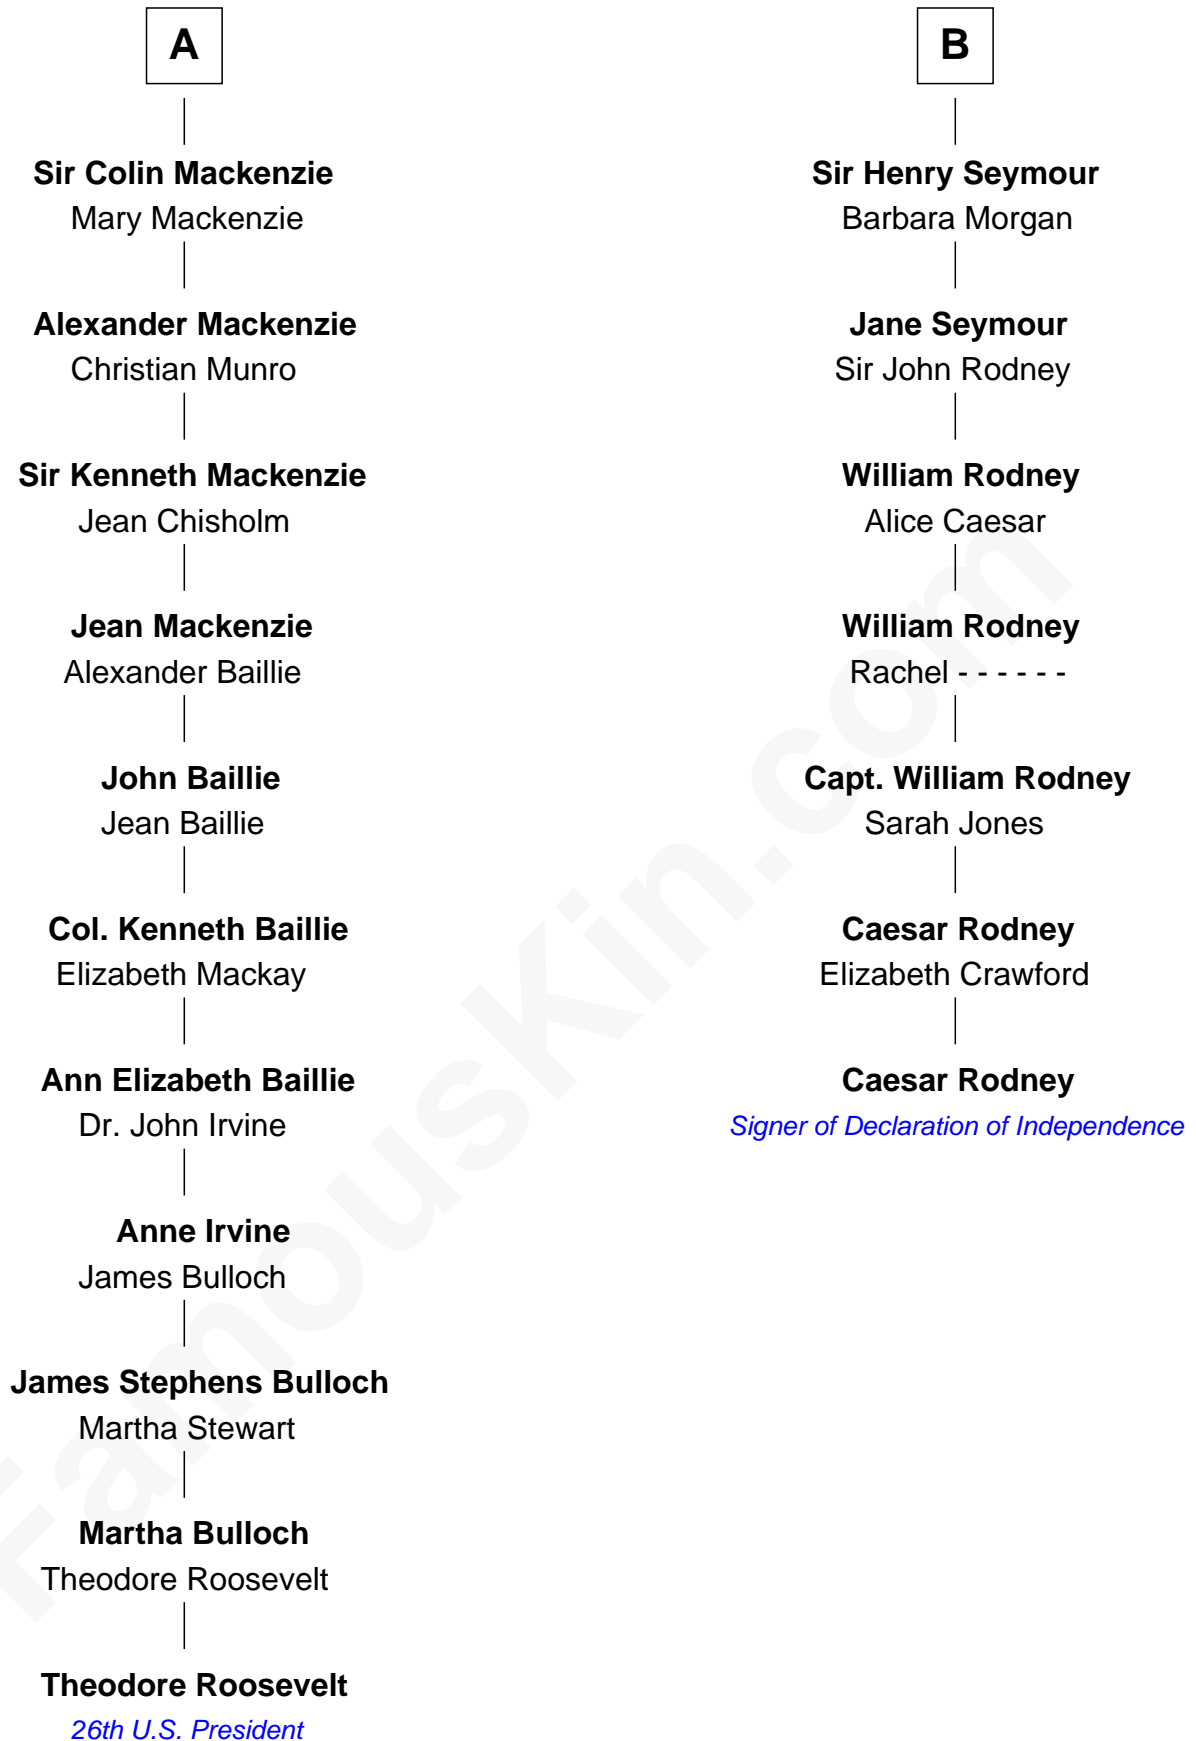 A
Sir Colin Mackenzie
Mary Mackenzie
Alexander Mackenzie
Christian Munro
Sir Kenneth Mackenzie
Jean Chisholm
Jean Mackenzie
Alexander Baillie
John Baillie
Jean Baillie
Col. Kenneth Baillie
Elizabeth Mackay
Ann Elizabeth Baillie
Dr. John Irvine
Anne Irvine
James Bulloch
James Stephens Bulloch
Martha Stewart
Martha Bulloch
Theodore Roosevelt
Theodore Roosevelt
26th U.S. President
B
Sir Henry Seymour
Barbara Morgan
Jane Seymour
Sir John Rodney
William Rodney
Alice Caesar
William Rodney
Rachel - - - - - -
Capt. William Rodney
Sarah Jones
Caesar Rodney
Elizabeth Crawford
Caesar Rodney
Signer of Declaration of Independence
FamousKin.com